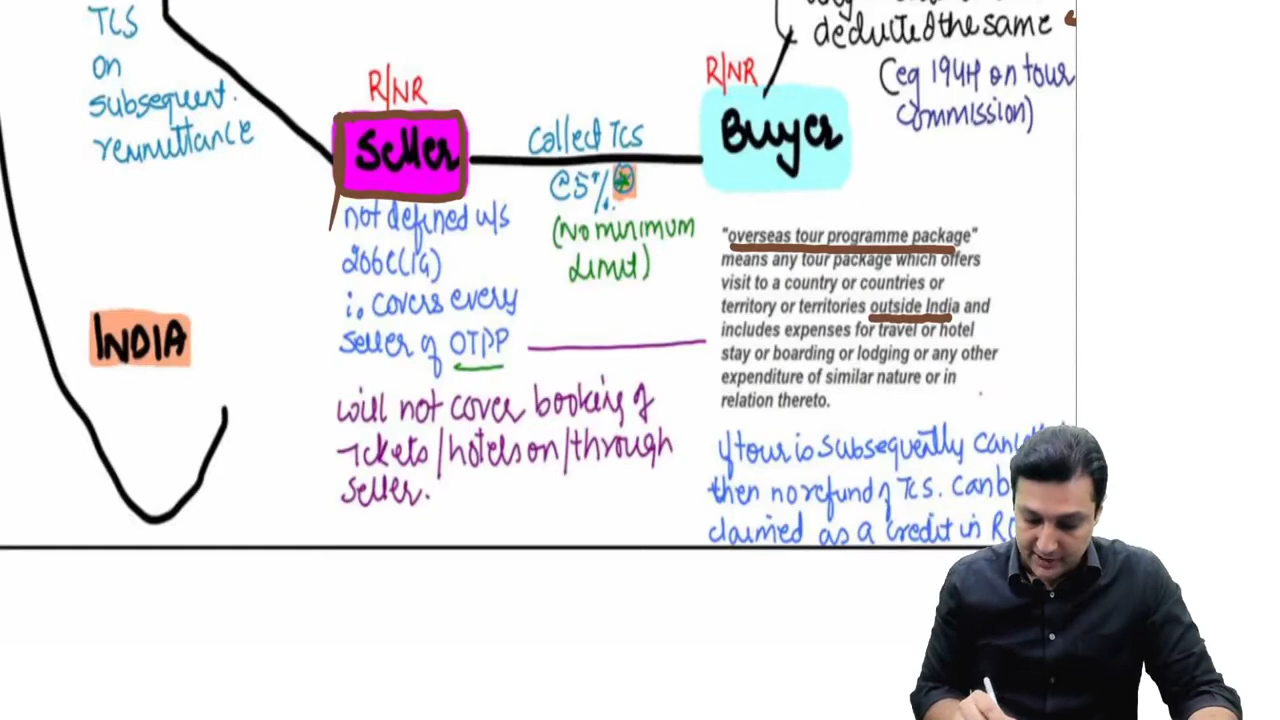 TCS
on
subsequent.
remittance
R/NR
Seller
Called TCS
@5%.
(No minimum
Limit)
R/NR
Buyer
deducted the same
(eg 194H on tour
commission)
not defined u/s
206C(1G)
i. covers every
seller of OTPP
INDIA
will not cover booking of
Tickets/hotels on/through
seller.
"overseas tour programme package"
means any tour package which offers
visit to a country or countries or
territory or territories outside India and
includes expenses for travel or hotel
stay or boarding or lodging or any other
expenditure of similar nature or in
relation thereto.
If tour is subsequently
then no refund of TCS. Can
claimed as a credit in